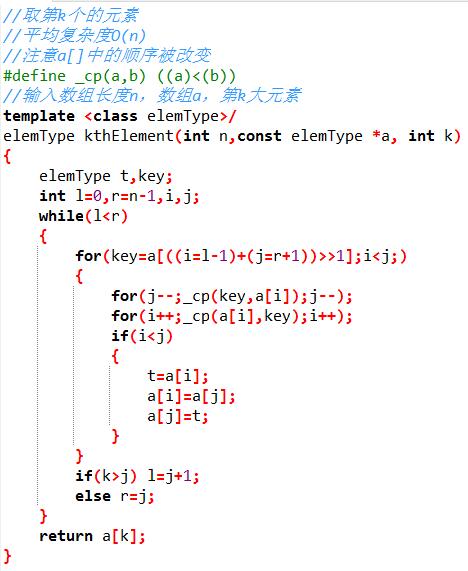 //取第k个的元素
//平均复杂度O(n)
//注意a[]中的顺序被改变
#define _cp(a,b) ((a)<(b))
//输入数组长度n，数组a，第k大元素
template <class elemType>/
elemType kthElement(int n,const elemType *a, int k)
{
elemType t,key;
int l=0,r=n-1,i,j;
while(l<r)
{
for(key=a[((i=l-1)+(j=r+1))>>1];i<j;)
{
for(j--;_cp(key,a[i]);j--);
for(i++;_cp(a[i],key);i++);
if(i<j)
{
t=a[i];
a[i]=a[j];
a[j]=t;
}
}
if(k>j) l=j+1;
else r=j;
}
return a[k];
}